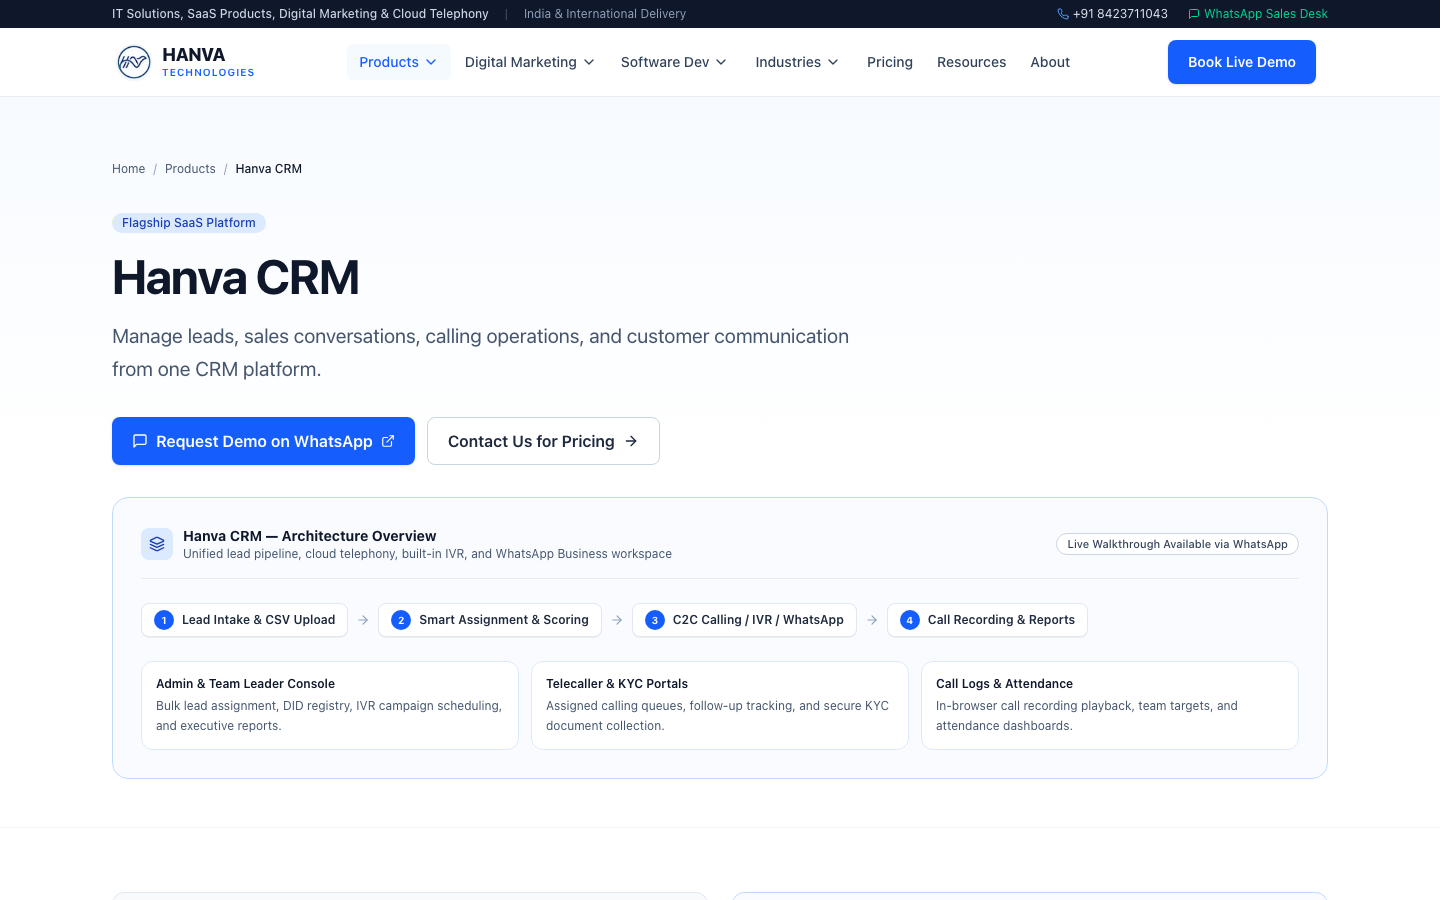 IT Solutions, SaaS Products, Digital Marketing & Cloud Telephony | India & International Delivery
+91 8423711043 WhatsApp Sales Desk
HANVA
TECHNOLOGIES
Products Digital Marketing Software Dev Industries Pricing Resources About
Book Live Demo
Home / Products / Hanva CRM
Flagship SaaS Platform
Hanva CRM
Manage leads, sales conversations, calling operations, and customer communication
from one CRM platform.
Request Demo on WhatsApp
Contact Us for Pricing →
Hanva CRM — Architecture Overview
Unified lead pipeline, cloud telephony, built-in IVR, and WhatsApp Business workspace
Live Walkthrough Available via WhatsApp
1 Lead Intake & CSV Upload → 2 Smart Assignment & Scoring → 3 C2C Calling / IVR / WhatsApp → 4 Call Recording & Reports
Admin & Team Leader Console
Bulk lead assignment, DID registry, IVR campaign scheduling,
and executive reports.
Telecaller & KYC Portals
Assigned calling queues, follow-up tracking, and secure KYC
document collection.
Call Logs & Attendance
In-browser call recording playback, team targets, and
attendance dashboards.